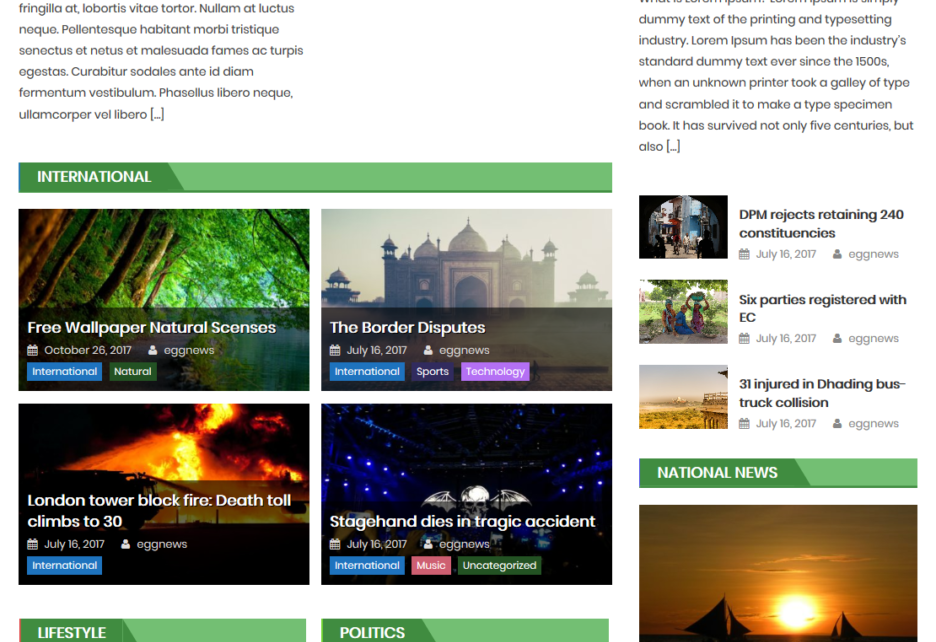 fringilla at, lobortis vitae tortor. Nullam at luctus
neque. Pellentesque habitant morbi tristique
senectus et netus et malesuada fames ac turpis
egestas. Curabitur sodales ante id diam
fermentum vestibulum. Phasellus libero neque,
ullamcorper vel libero […]
INTERNATIONAL
Free Wallpaper Natural Scenses
October 26, 2017 eggnews
International Natural
The Border Disputes
July 16, 2017 eggnews
International Sports Technology
London tower block fire: Death toll
climbs to 30
July 16, 2017 eggnews
International
Stagehand dies in tragic accident
July 16, 2017 eggnews
International Music Uncategorized
LIFESTYLE
POLITICS
What is Lorem Ipsum? Lorem Ipsum is simply
dummy text of the printing and typesetting
industry. Lorem Ipsum has been the industry’s
standard dummy text ever since the 1500s,
when an unknown printer took a galley of type
and scrambled it to make a type specimen
book. It has survived not only five centuries, but
also […]
DPM rejects retaining 240
constituencies
July 16, 2017 eggnews
Six parties registered with
EC
July 16, 2017 eggnews
31 injured in Dhading bus-
truck collision
July 16, 2017 eggnews
NATIONAL NEWS